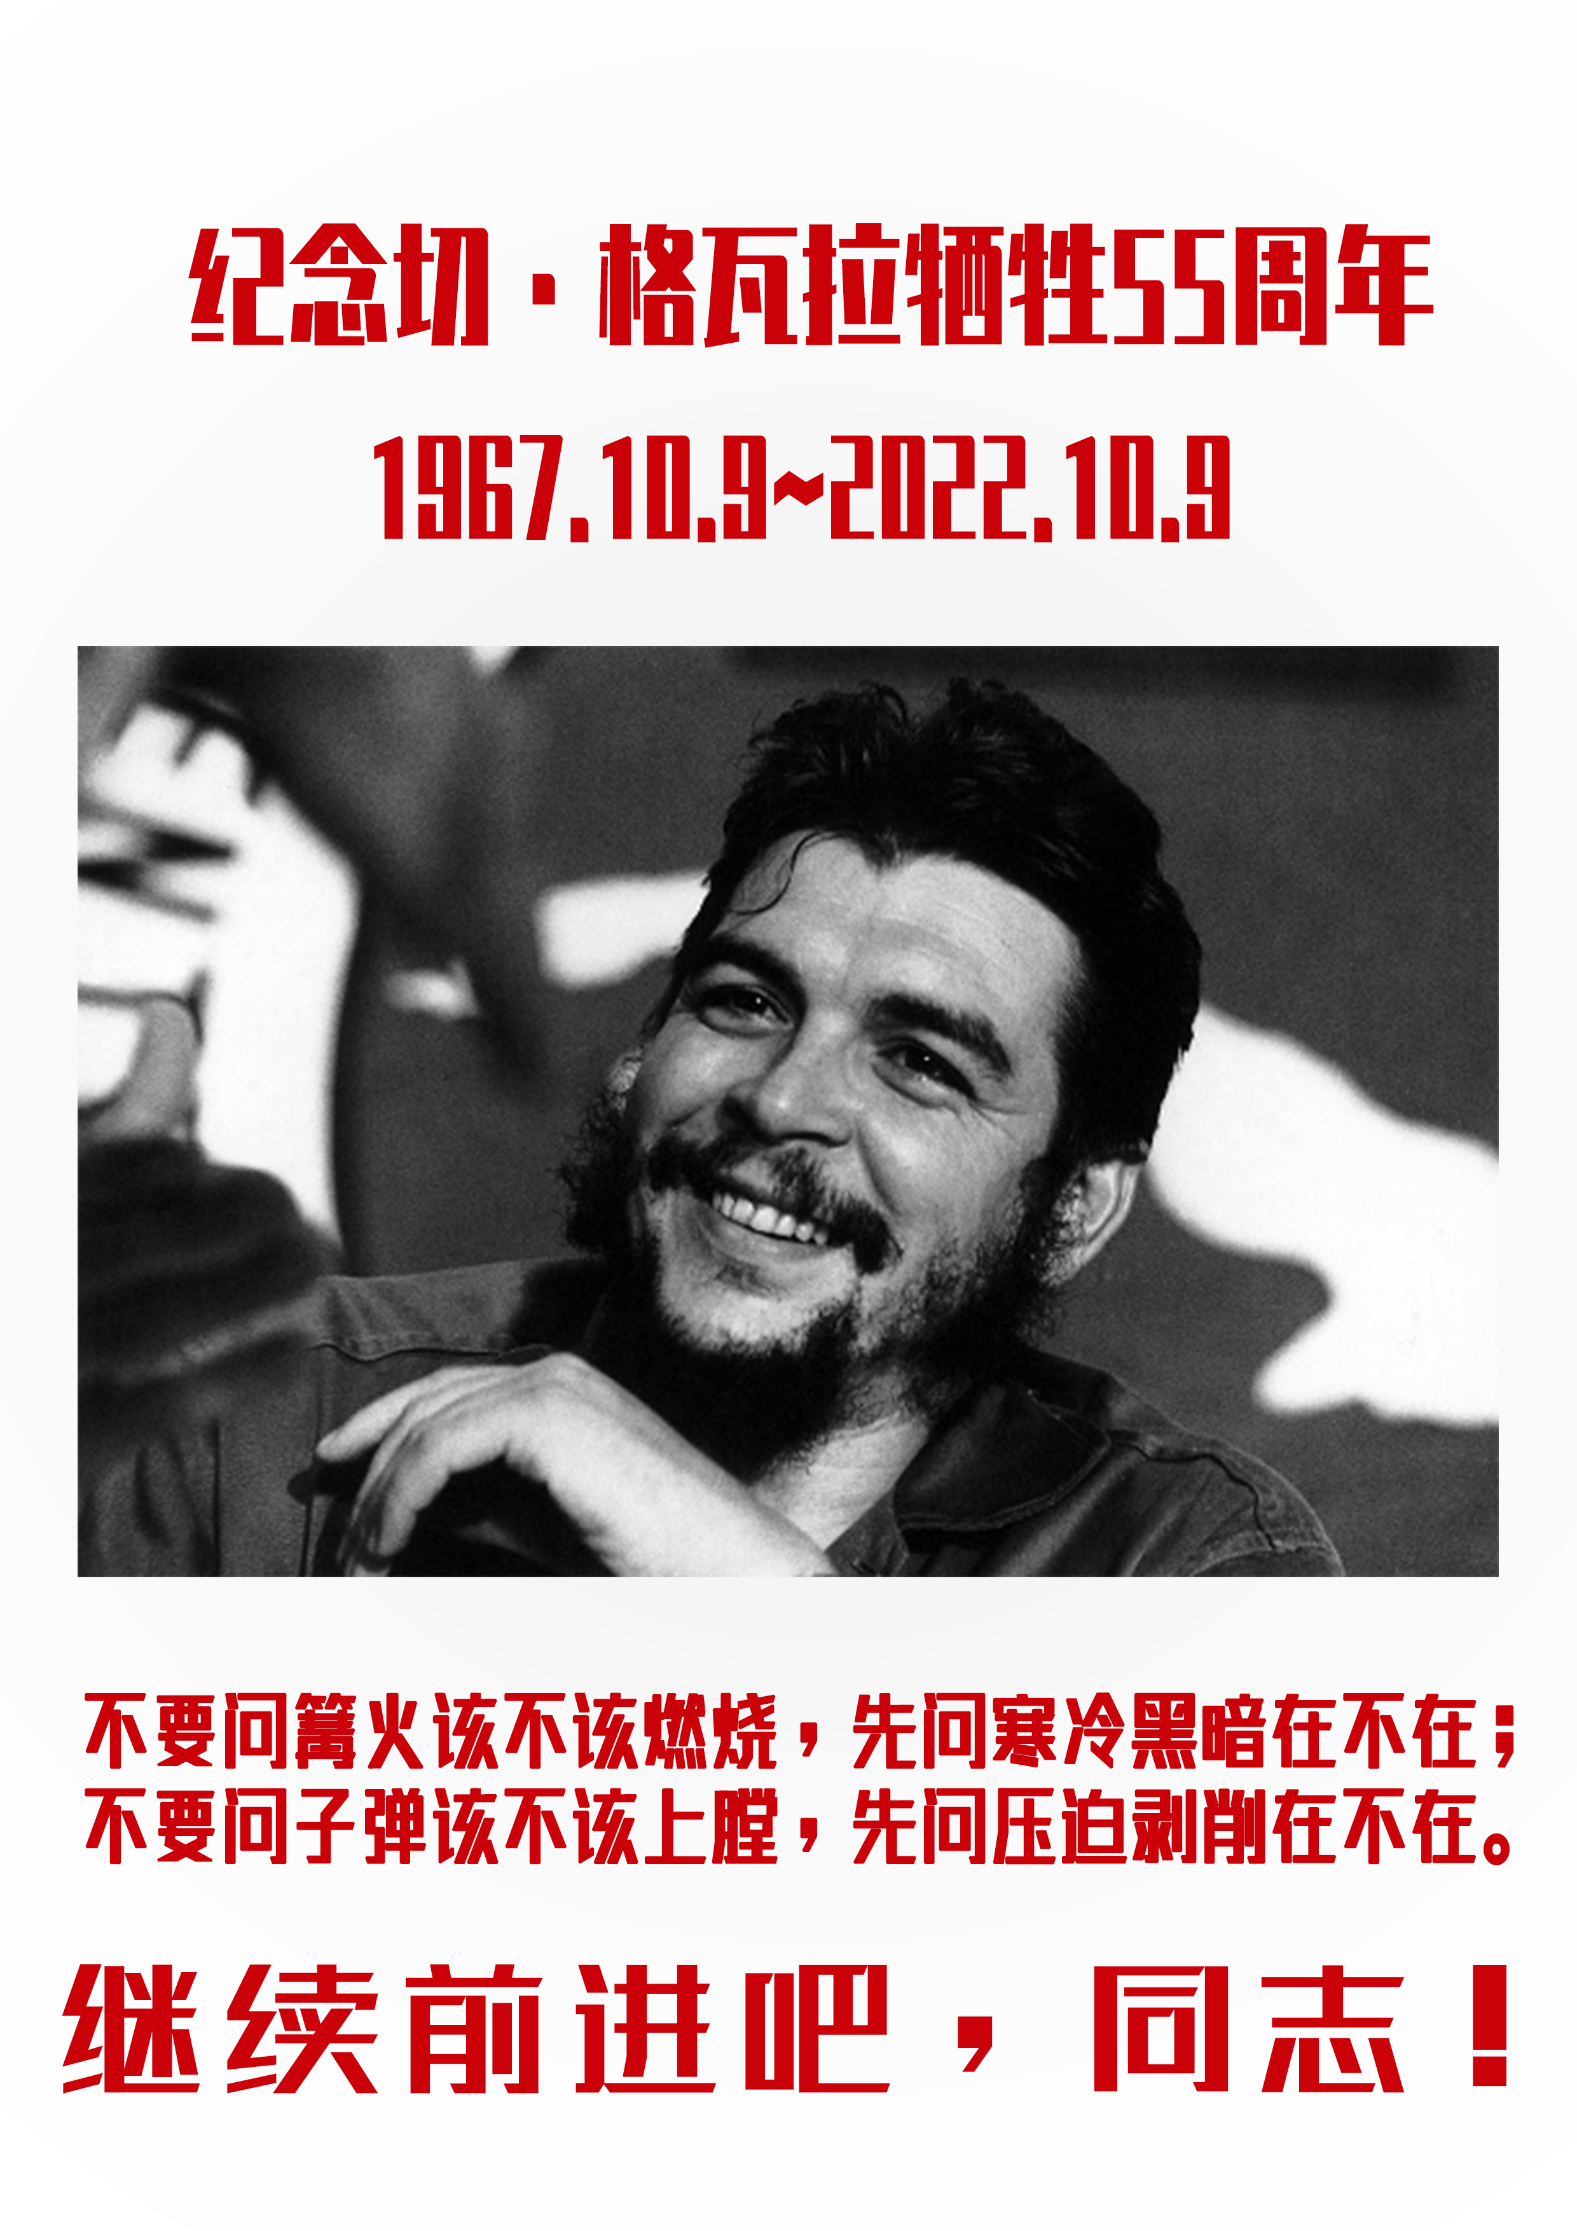 纪念切·格瓦拉牺牲55周年
1967.10.9~2022.10.9
不要问篝火该不该燃烧，先问寒冷黑暗在不在；
不要问子弹该不该上膛，先问压迫剥削在不在。
继续前进吧，同志！